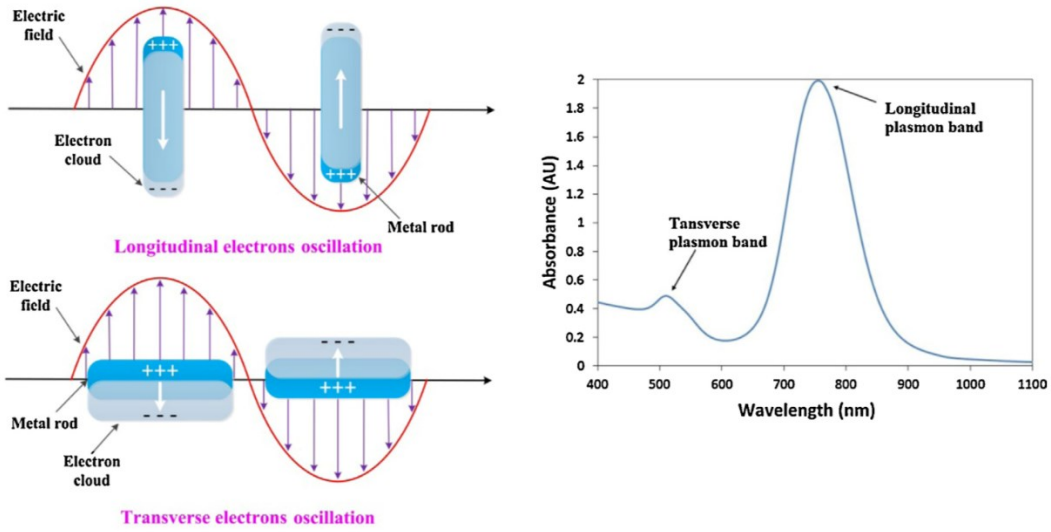 Electric
field
+++
- - -
Electron
cloud
- - -
+++
Metal rod
Longitudinal electrons oscillation
Electric
field
+++
- - -
Metal rod
Electron
cloud
- - -
+++
Transverse electrons oscillation
Absorbance (AU)
2
1.8
1.6
1.4
1.2
1
0.8
0.6
0.4
0.2
0
Longitudinal
plasmon band
Tansverse
plasmon band
400 500 600 700 800 900 1000 1100
Wavelength (nm)